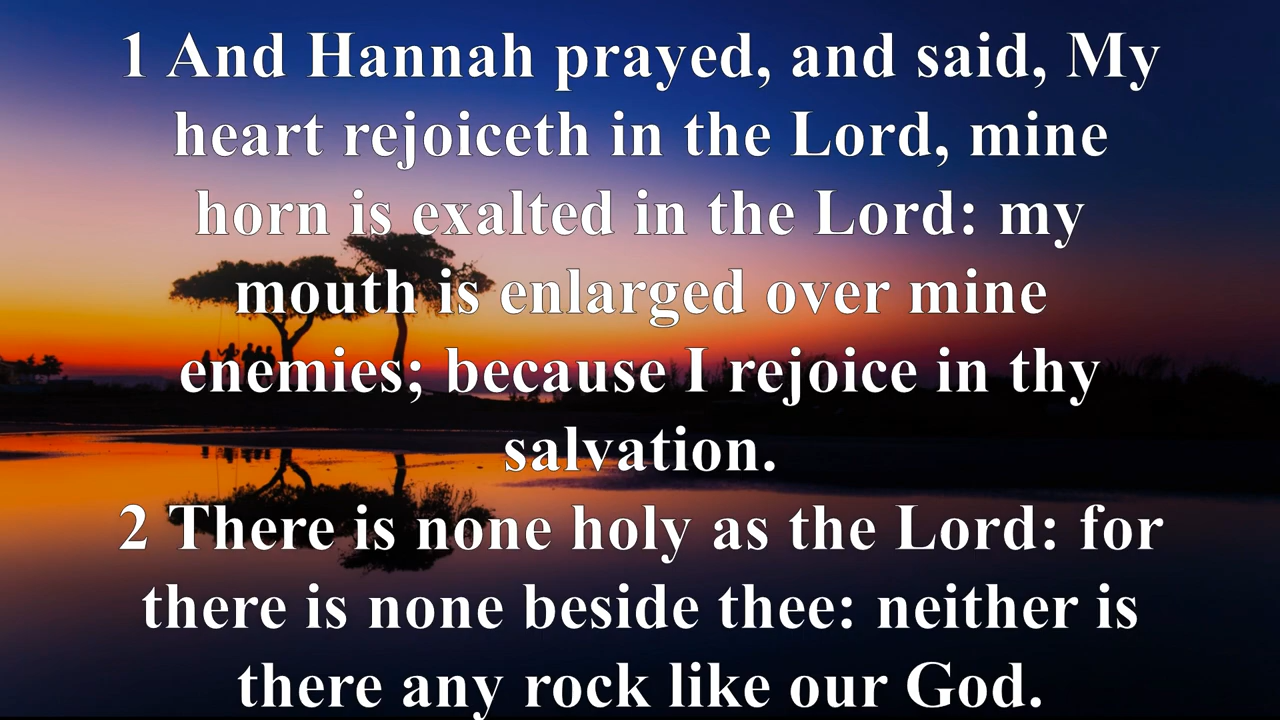 1 And Hannah prayed, and said, My
heart rejoiceth in the Lord, mine
horn is exalted in the Lord: my
mouth is enlarged over mine
enemies; because I rejoice in thy
salvation.
2 There is none holy as the Lord: for
there is none beside thee: neither is
there any rock like our God.